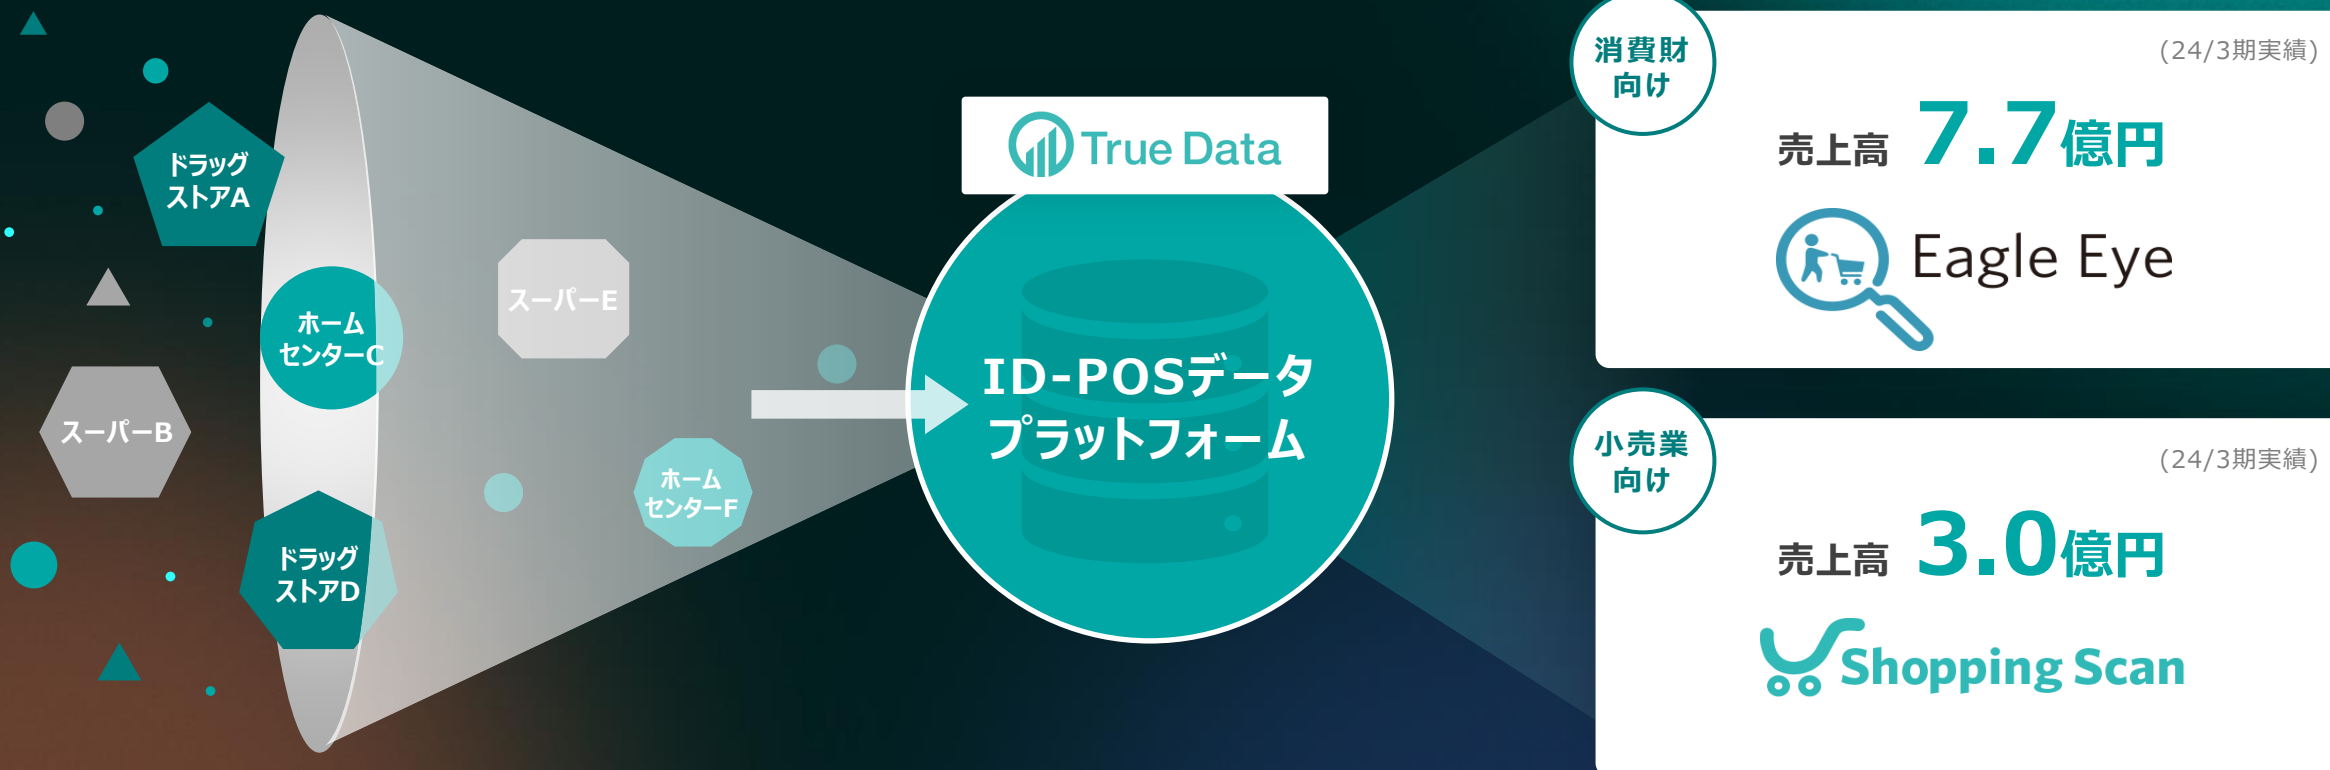 ドラッグ
ストアA
スーパーB
ホーム
センターC
ドラッグ
ストアD
スーパーE
ホーム
センターF
True Data
ID-POSデータ
プラットフォーム
消費財
向け
(24/3期実績)
売上高 7.7億円
Eagle Eye
小売業
向け
(24/3期実績)
売上高 3.0億円
Shopping Scan